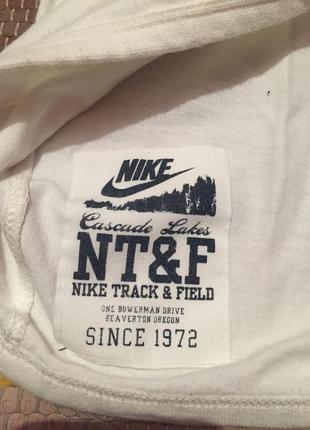 NIKE
Cascade Lakes
NT&F
NIKE TRACK & FIELD
ONE BOWERMAN DRIVE
BEAVERTON OREGON
SINCE 1972